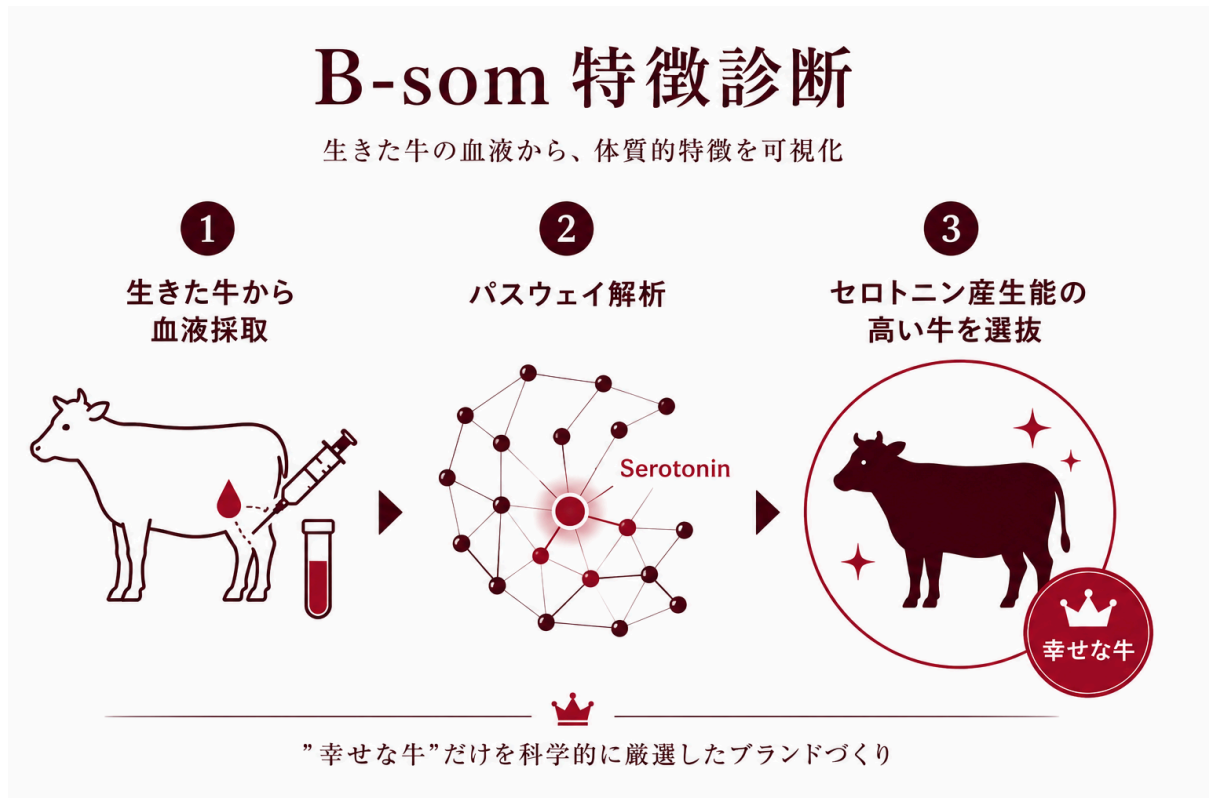 B-som 特徴診断
生きた牛の血液から、体質的特徴を可視化
1
生きた牛から
血液採取
2
パスウェイ解析
Serotonin
3
セロトニン産生能の
高い牛を選抜
幸せな牛
”幸せな牛”だけを科学的に厳選したブランドづくり